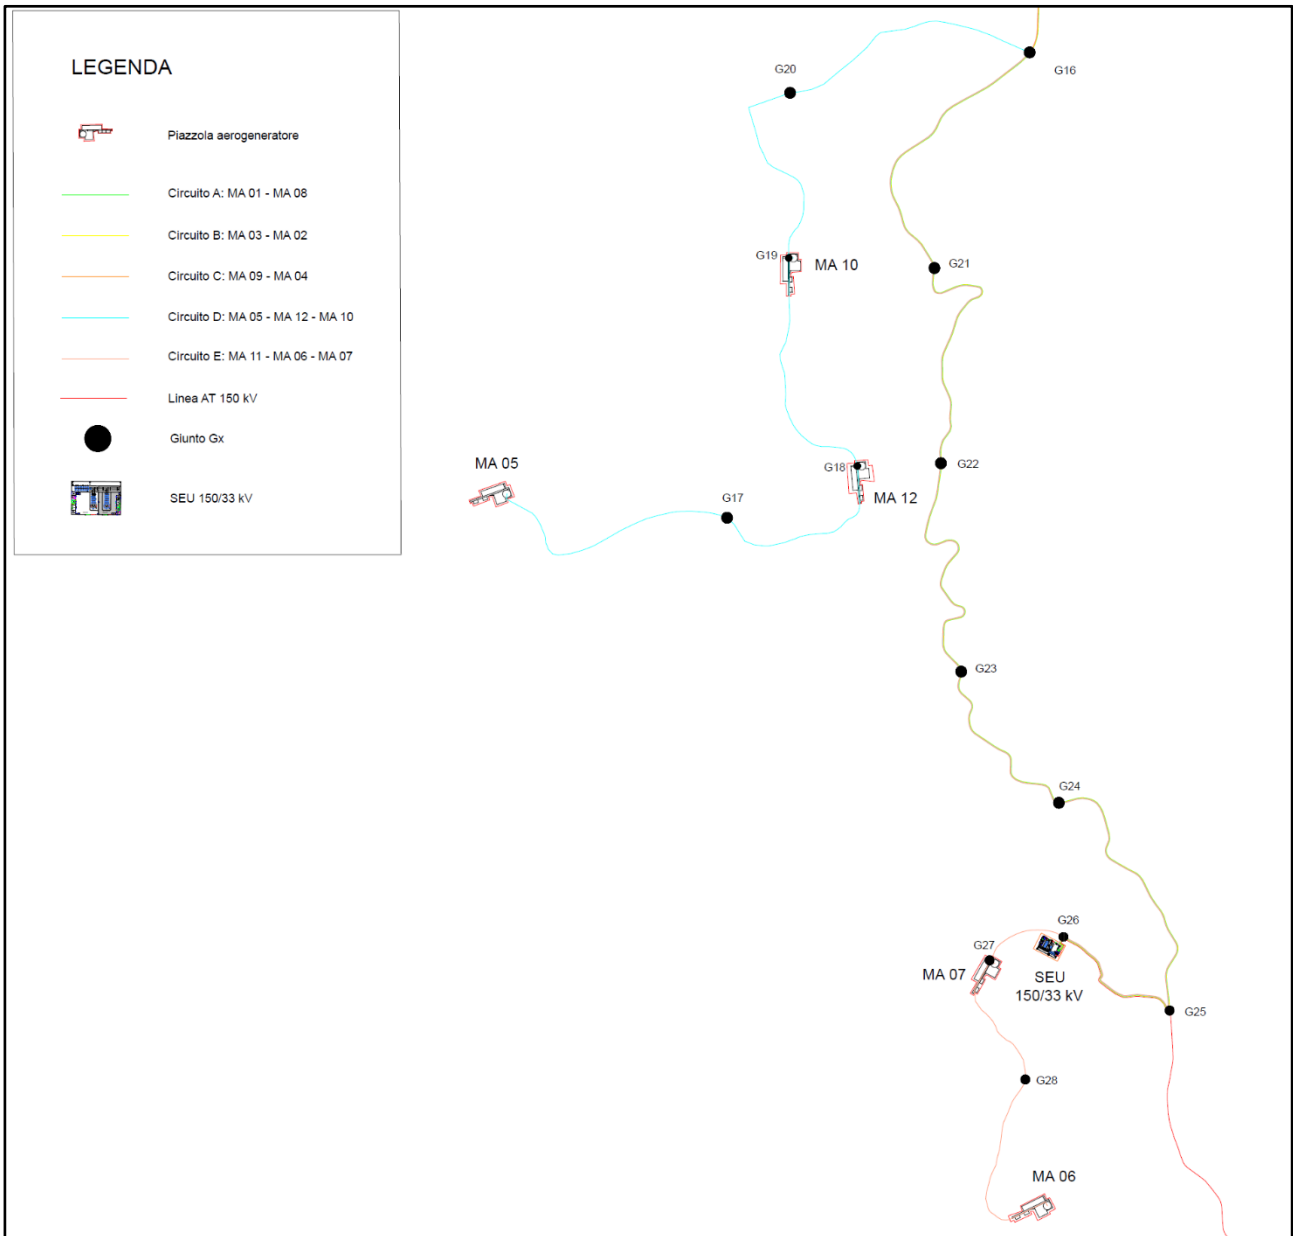 LEGENDA
Piazzola aerogeneratore
Circuito A: MA 01 - MA 08
Circuito B: MA 03 - MA 02
Circuito C: MA 09 - MA 04
Circuito D: MA 05 - MA 12 - MA 10
Circuito E: MA 11 - MA 06 - MA 07
Linea AT 150 kV
Giunto Gx
SEU 150/33 kV
G16
G20
G19
MA 10
G21
MA 05
G18
G22
MA 12
G17
G23
G24
G26
G27
MA 07
SEU
150/33 kV
G25
G28
MA 06